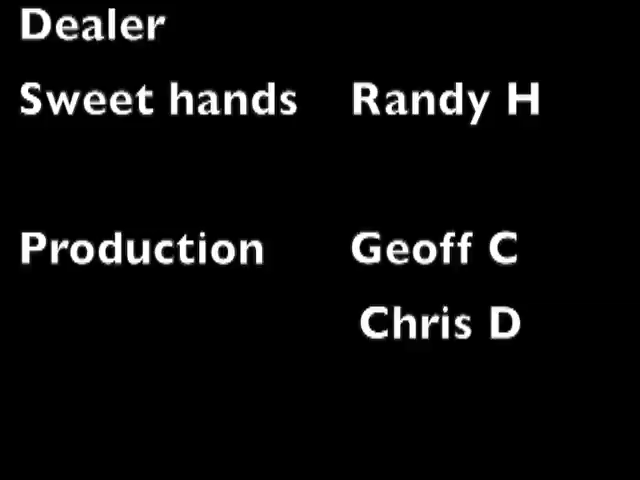 Dealer
Sweet hands Randy H
Production Geoff C
Chris D